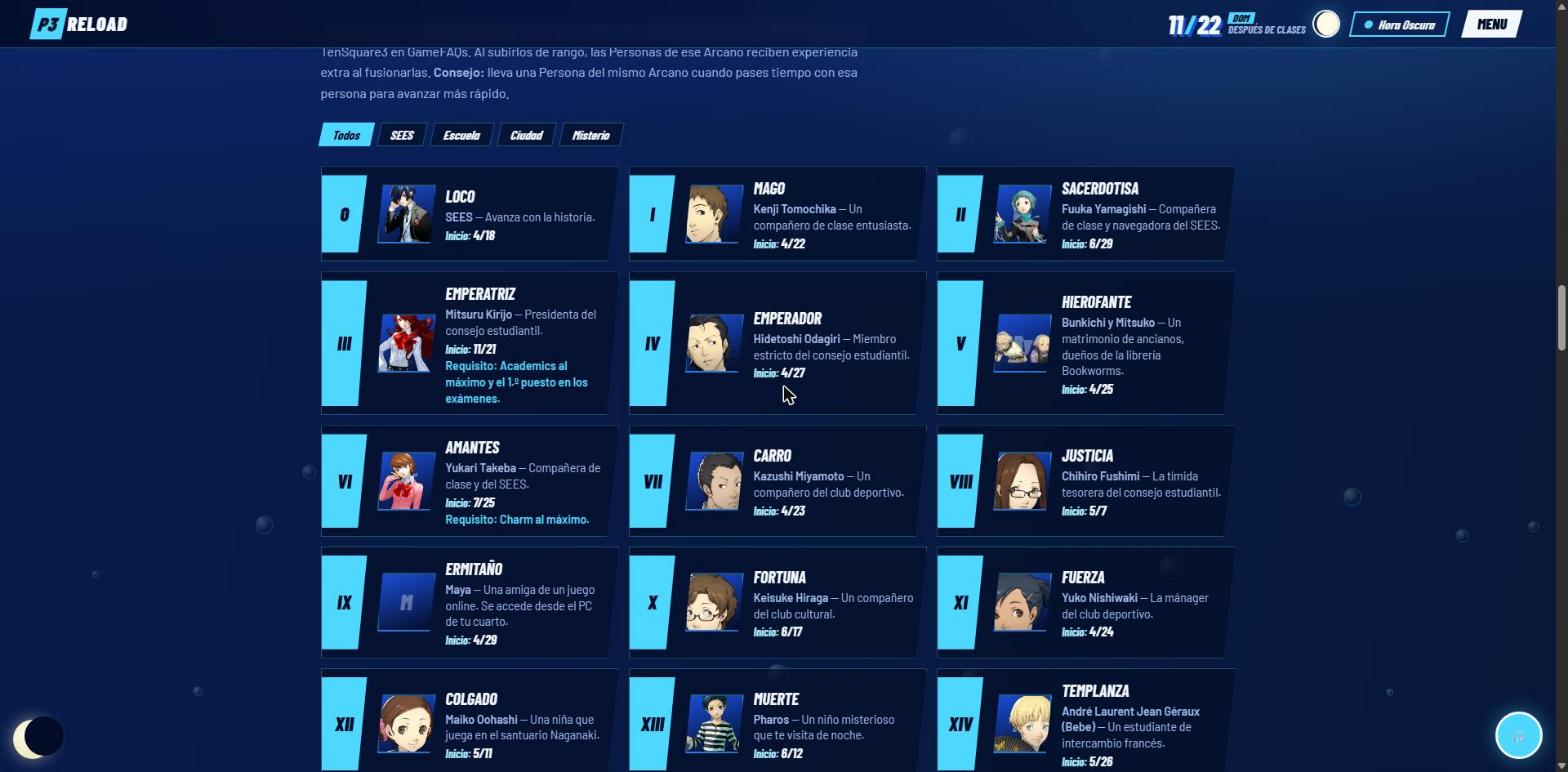 P3 RELOAD
11/22 DOM DESPUÉS DE CLASES
Hora Oscura
MENU
TenSquare3 en GameFAQs. Al subirlos de rango, las Personas de ese Arcano reciben experiencia
extra al fusionarlas. Consejo: lleva una Persona del mismo Arcano cuando pases tiempo con esa
persona para avanzar más rápido.
Todos
SEES
Escuela
Ciudad
Misterio
0
LOCO
SEES — Avanza con la historia.
Inicio: 4/18
I
MAGO
Kenji Tomochika — Un
compañero de clase entusiasta.
Inicio: 4/22
II
SACERDOTISA
Fuuka Yamagishi — Compañera
de clase y navegadora del SEES.
Inicio: 6/29
III
EMPERATRIZ
Mitsuru Kirijo — Presidenta del
consejo estudiantil.
Inicio: 11/21
Requisito: Academics al
máximo y el 1.º puesto en los
exámenes.
IV
EMPERADOR
Hidetoshi Odagiri — Miembro
estricto del consejo estudiantil.
Inicio: 4/27
V
HIEROFANTE
Bunkichi y Mitsuko — Un
matrimonio de ancianos,
dueños de la librería
Bookworms.
Inicio: 4/25
VI
AMANTES
Yukari Takeba — Compañera de
clase y del SEES.
Inicio: 7/25
Requisito: Charm al máximo.
VII
CARRO
Kazushi Miyamoto — Un
compañero del club deportivo.
Inicio: 4/23
VIII
JUSTICIA
Chihiro Fushimi — La tímida
tesorera del consejo estudiantil.
Inicio: 5/7
IX
M
ERMITAÑO
Maya — Una amiga de un juego
online. Se accede desde el PC
de tu cuarto.
Inicio: 4/29
X
FORTUNA
Keisuke Hiraga — Un compañero
del club cultural.
Inicio: 6/17
XI
FUERZA
Yuko Nishiwaki — La mánager
del club deportivo.
Inicio: 4/24
XII
COLGADO
Maiko Oohashi — Una niña que
juega en el santuario Naganaki.
Inicio: 5/11
XIII
MUERTE
Pharos — Un niño misterioso
que te visita de noche.
Inicio: 6/12
XIV
TEMPLANZA
André Laurent Jean Géraux
(Bebe) — Un estudiante de
intercambio francés.
Inicio: 5/26